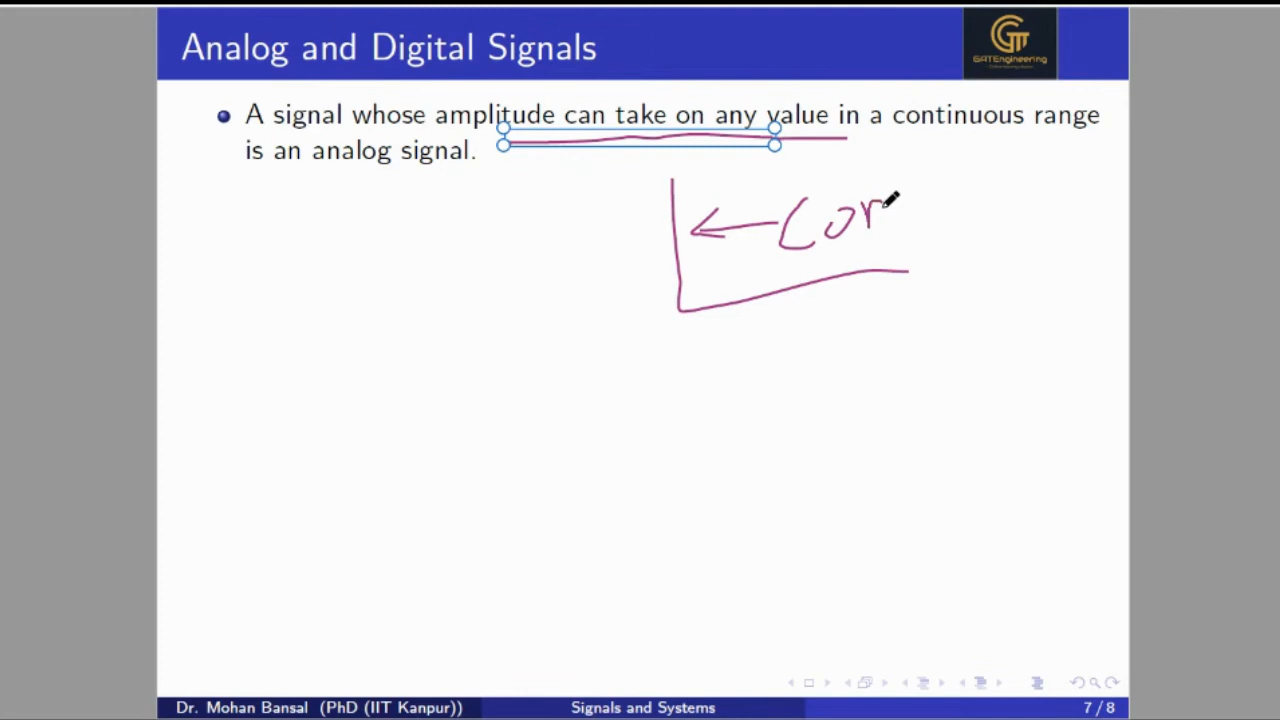 Analog and Digital Signals
GATEngineering
A signal whose amplitude can take on any value in a continuous range
is an analog signal.
Dr. Mohan Bansal (PhD (IIT Kanpur))
Signals and Systems
7 / 8